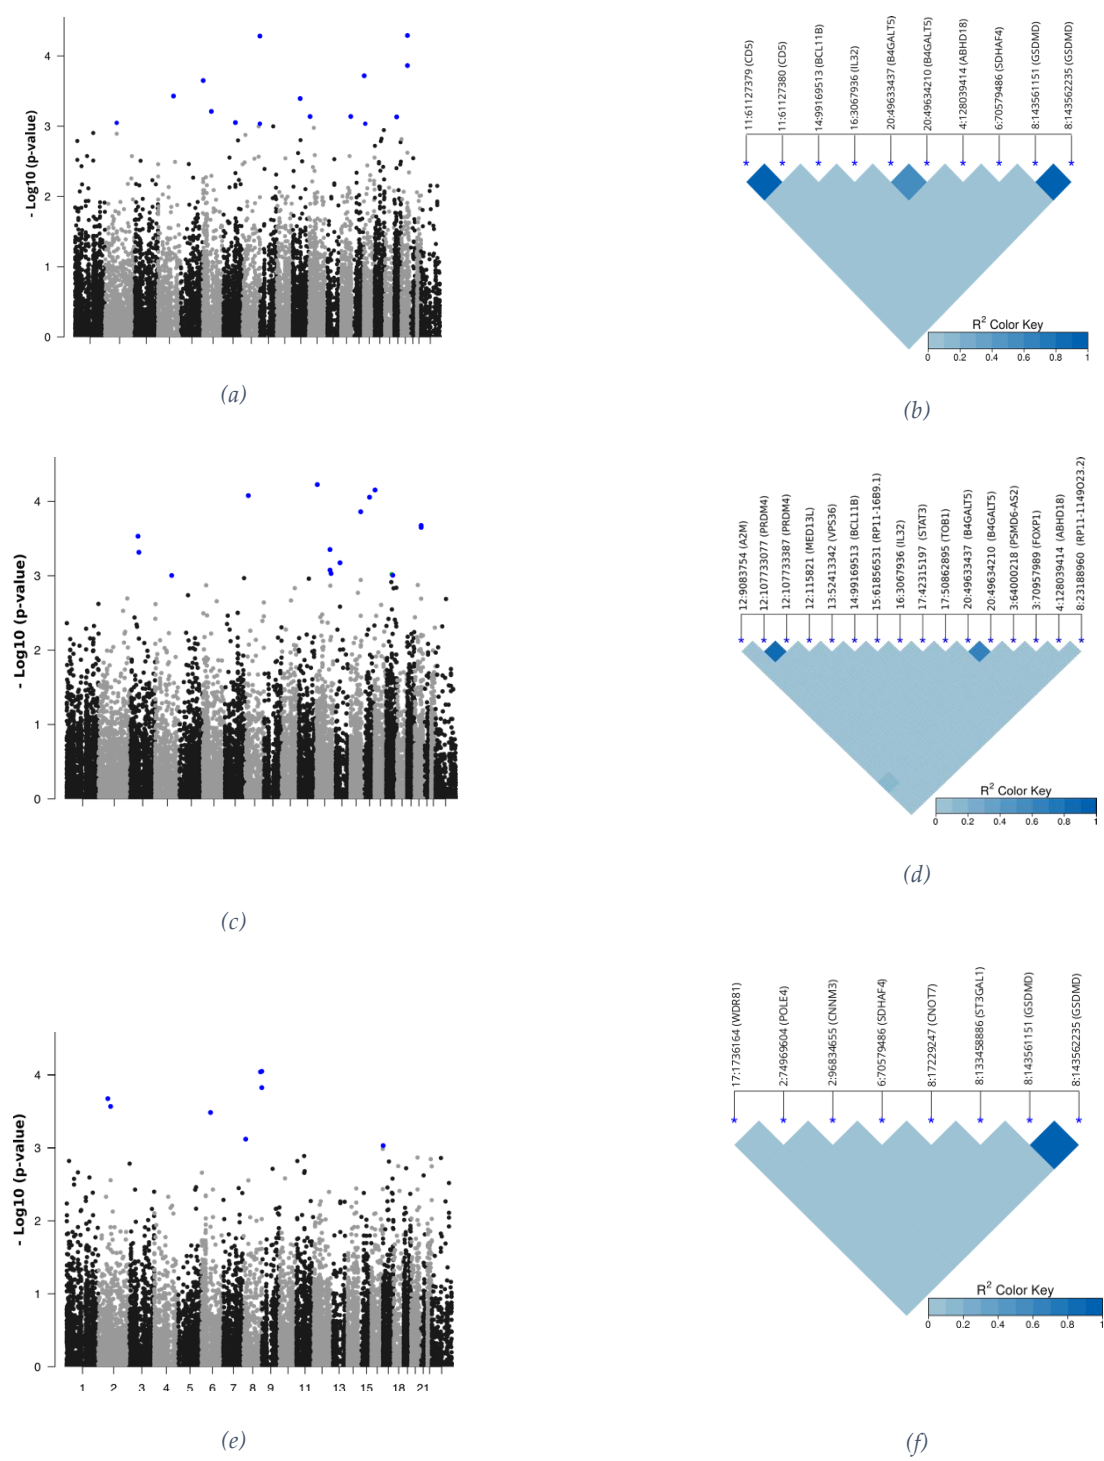 - Log10 (p-value)
4
3
2
1
0
(a)
11:61127379 (CD5)
11:61127380 (CD5)
14:99169513 (BCL11B)
16:3067936 (IL32)
20:49633437 (B4GALT5)
20:49634210 (B4GALT5)
4:128039414 (ABHD18)
6:70579486 (SDHAF4)
8:143561151 (GSDMD)
8:143562235 (GSDMD)
* * * * * * * * * *
R² Color Key
0 0.2 0.4 0.6 0.8 1
(b)
- Log10 (p-value)
4
3
2
1
0
(c)
12:9083754 (A2M)
12:107733077 (PRDM4)
12:107733387 (PRDM4)
12:115821 (MED13L)
13:52413342 (VPS36)
14:99169513 (BCL11B)
15:61856531 (RP11-16B9.1)
16:3067936 (IL32)
17:42315197 (STAT3)
17:50862895 (TOB1)
20:49633437 (B4GALT5)
20:49634210 (B4GALT5)
3:64000218 (PSMD6-AS2)
3:70957989 (FOXP1)
4:128039414 (ABHD18)
8:23188960 (RP11-1149O23.2)
* * * * * * * * * * * * * * * *
R² Color Key
0 0.2 0.4 0.6 0.8 1
(d)
- Log10 (p-value)
4
3
2
1
0
1 2 3 4 5 6 7 8 9 11 13 15 18 21
(e)
17:1736164 (WDR81)
2:74969604 (POLE4)
2:96834655 (CNNM3)
6:70579486 (SDHAF4)
8:17229247 (CNOT7)
8:133458886 (ST3GAL1)
8:143561151 (GSDMD)
8:143562235 (GSDMD)
* * * * * * * *
R² Color Key
0 0.2 0.4 0.6 0.8 1
(f)